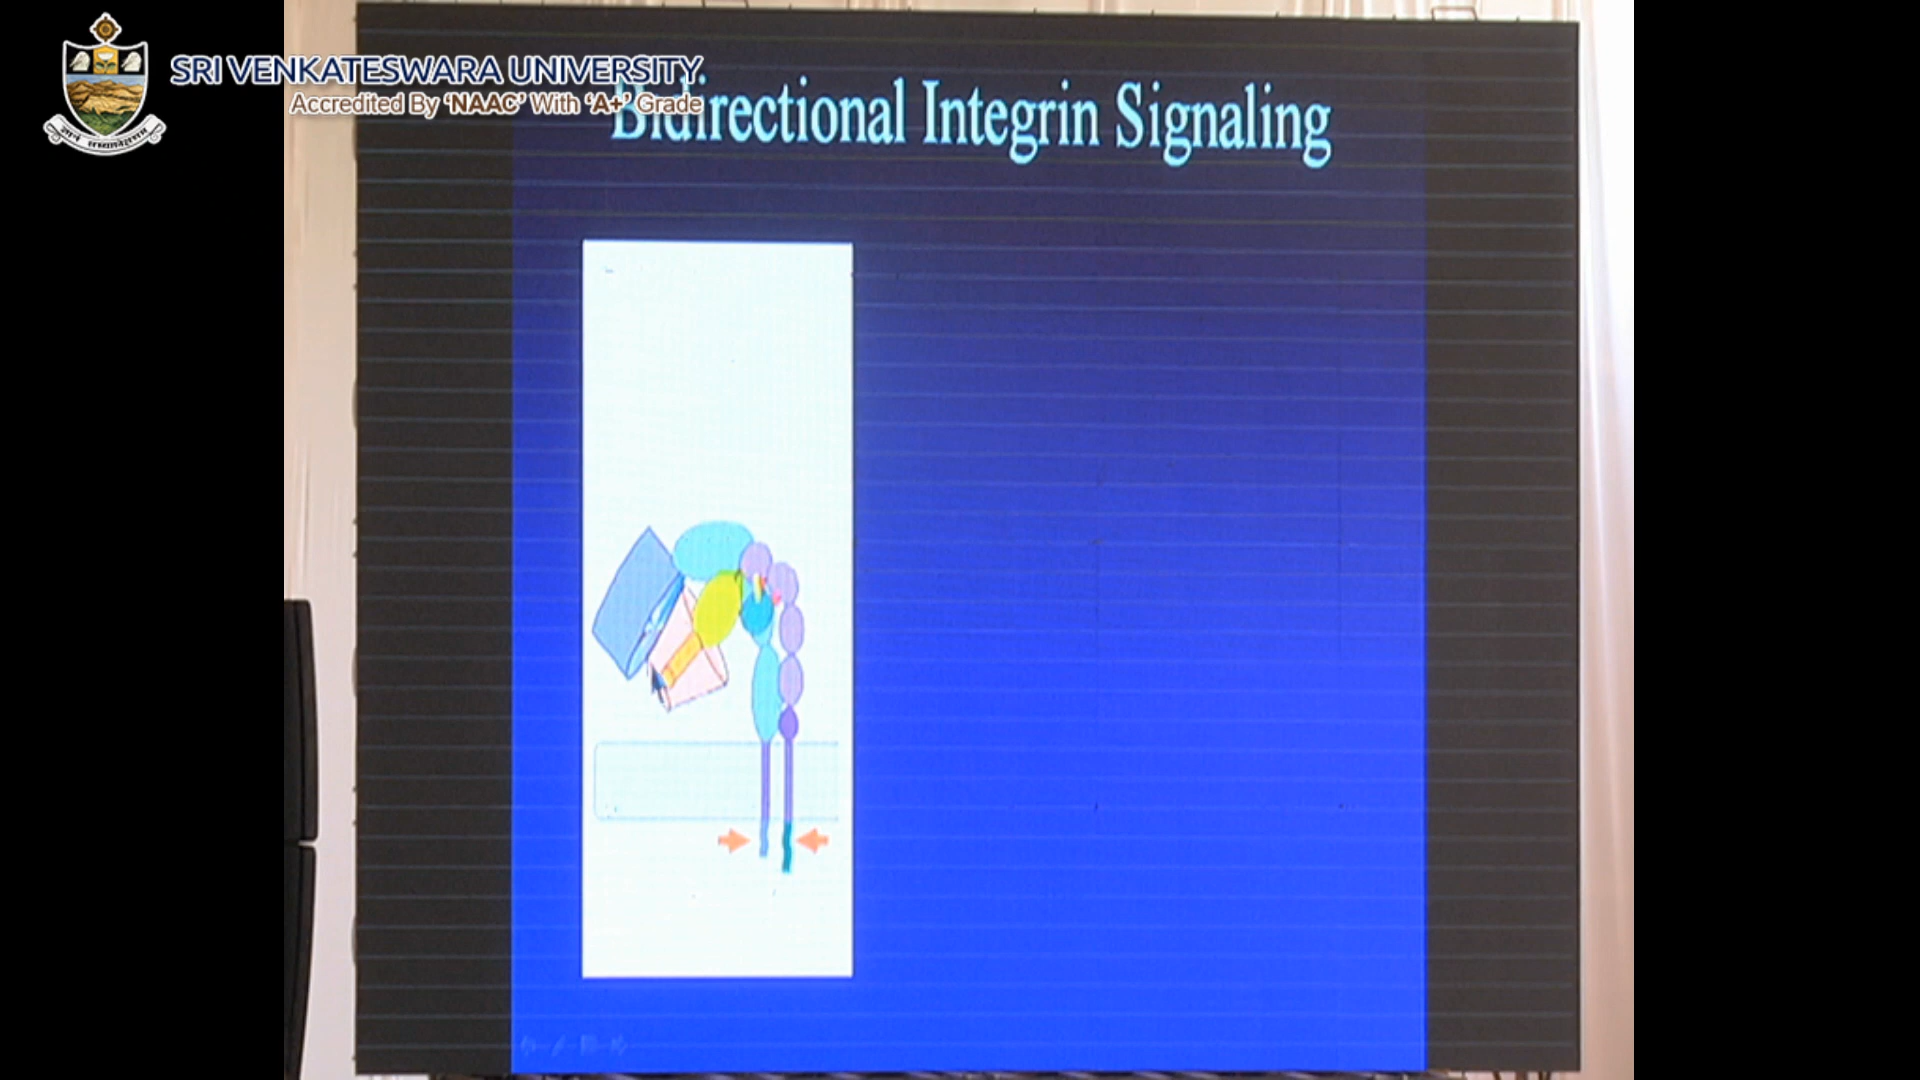 SRI VENKATESWARA UNIVERSITY
Accredited By 'NAAC' With 'A+' Grade
Bidirectional Integrin Signaling